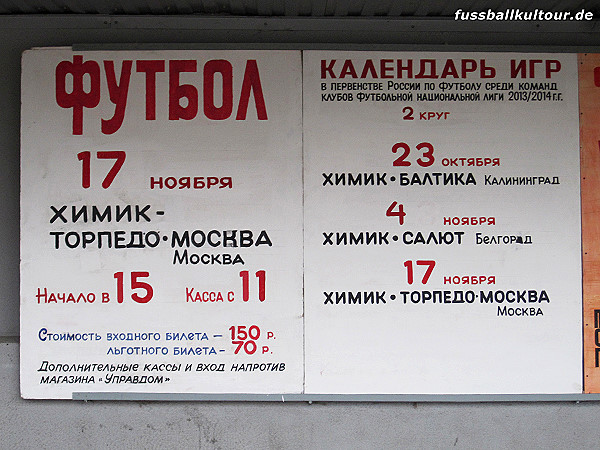 fussballkultour.de
ФУТБОЛ
17 НОЯБРЯ
ХИМИК-
ТОРПЕДО•МОСКВА
МОСКВА
НАЧАЛО В 15 КАССА С 11
СТОИМОСТЬ ВХОДНОГО БИЛЕТА — 150 Р.
ЛЬГОТНОГО БИЛЕТА - 70 Р.
ДОПОЛНИТЕЛЬНЫЕ КАССЫ И ВХОД НАПРОТИВ
МАГАЗИНА «УПРАВДОМ»
КАЛЕНДАРЬ ИГР
В ПЕРВЕНСТВЕ РОССИИ ПО ФУТБОЛУ СРЕДИ КОМАНД
КЛУБОВ ФУТБОЛЬНОЙ НАЦИОНАЛЬНОЙ ЛИГИ 2013/2014 г.г.
2 КРУГ
23 ОКТЯБРЯ
ХИМИК • БАЛТИКА КАЛИНИНГРАД
4 НОЯБРЯ
ХИМИК • САЛЮТ БЕЛГОРОД
17 НОЯБРЯ
ХИМИК • ТОРПЕДО•МОСКВА
МОСКВА